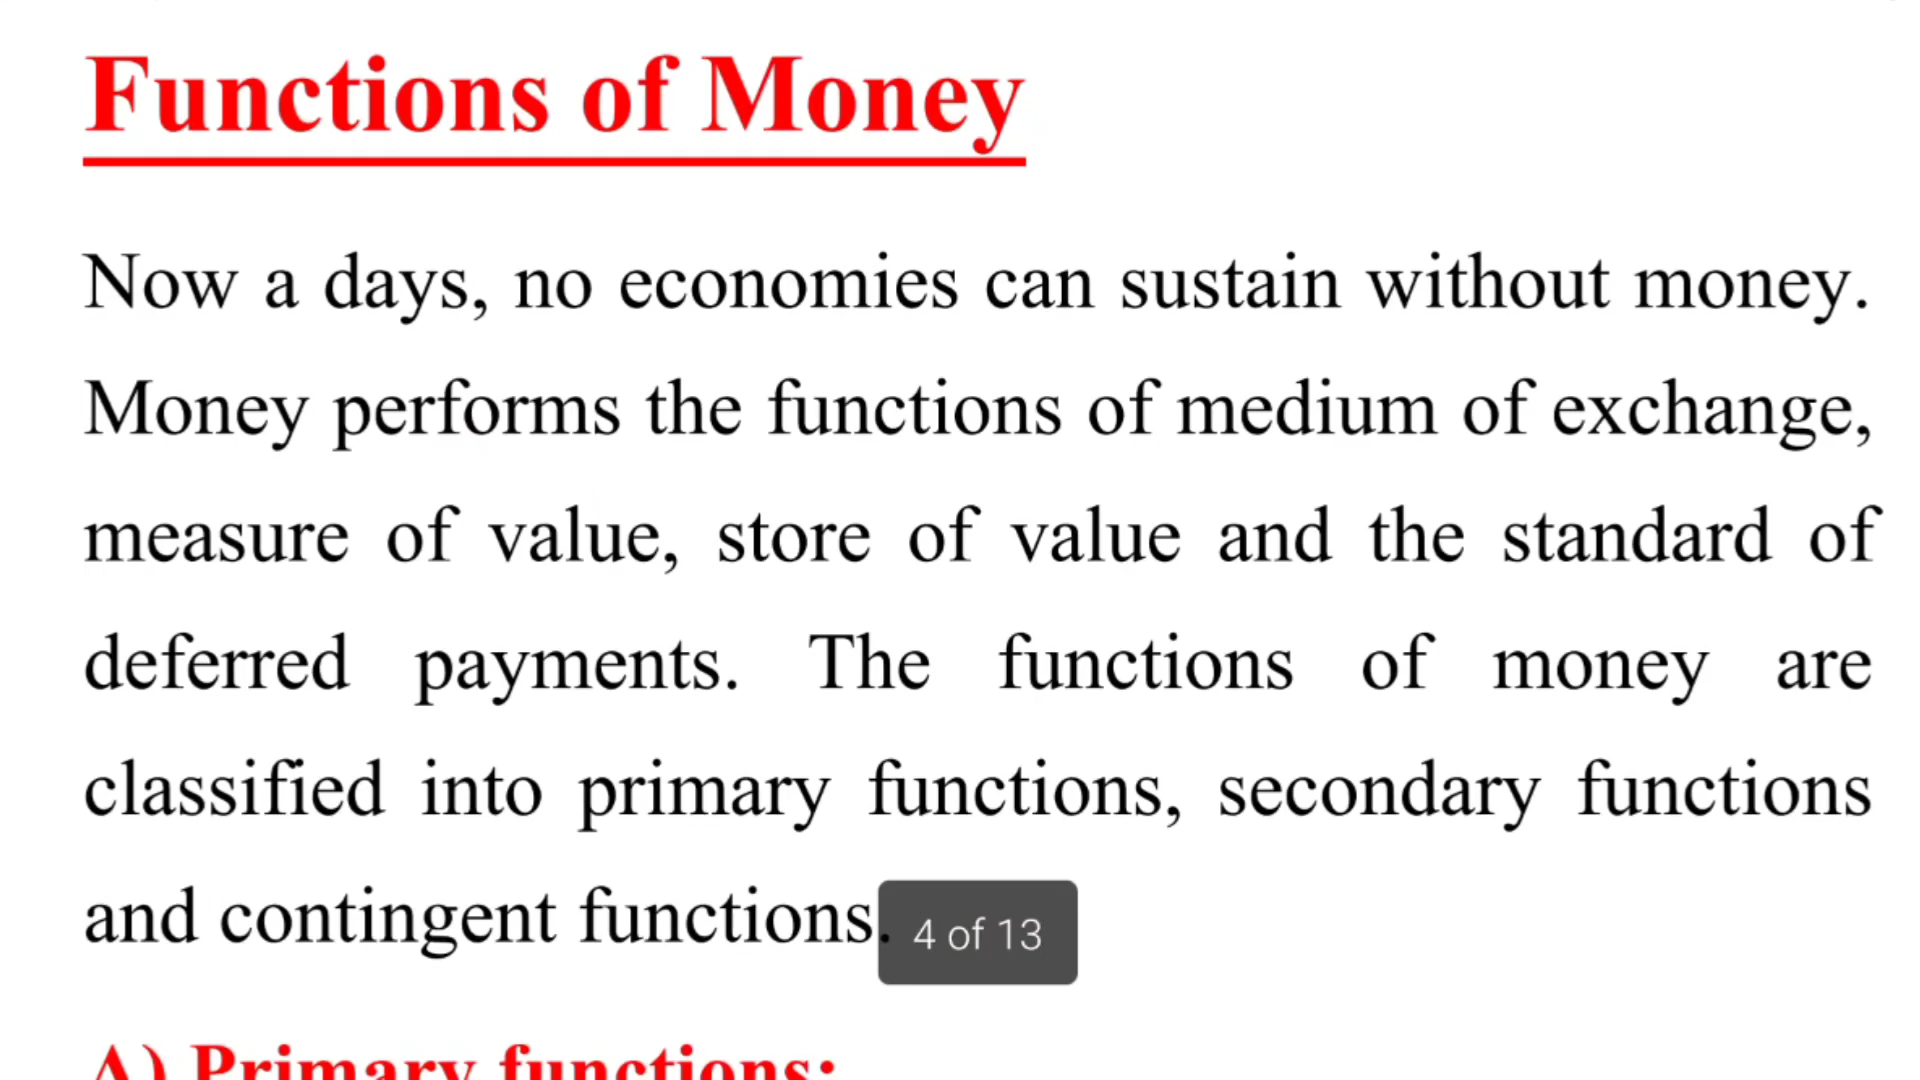 Functions of Money
Now a days, no economies can sustain without money.
Money performs the functions of medium of exchange,
measure of value, store of value and the standard of
deferred payments. The functions of money are
classified into primary functions, secondary functions
and contingent functions.
4 of 13
A) Primary functions: